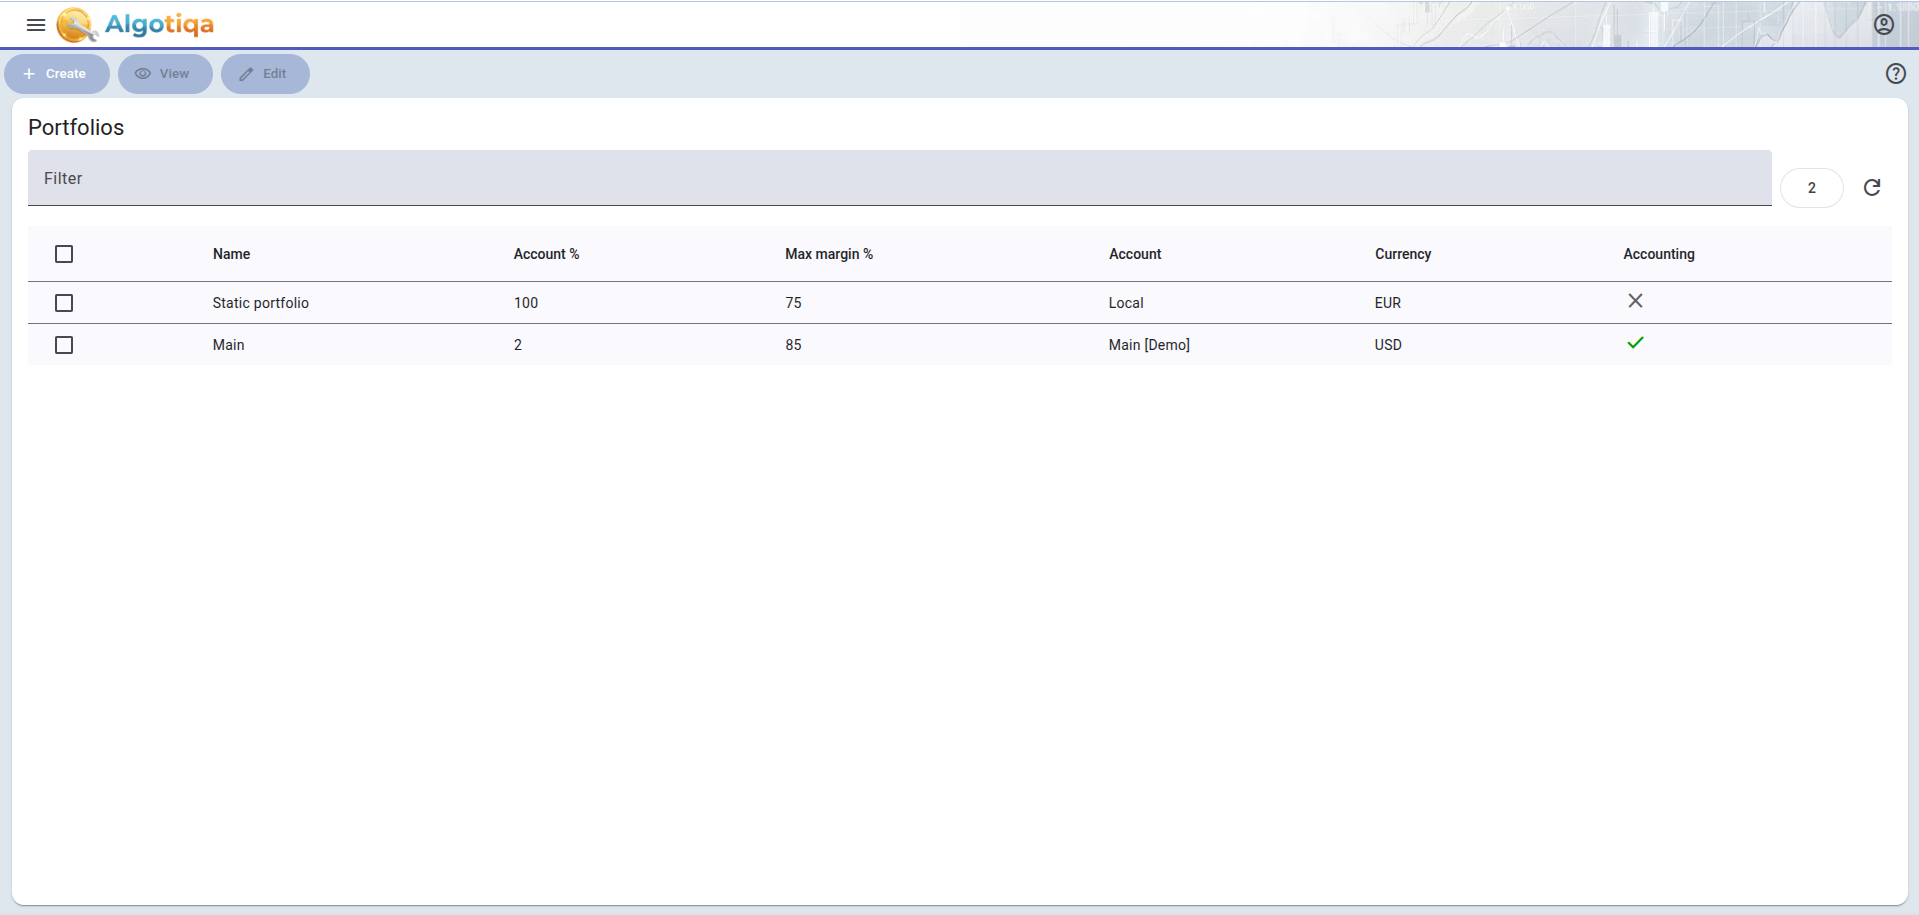 Algotiqa
Create View Edit
Portfolios
Filter
2
Name Account % Max margin % Account Currency Accounting
Static portfolio 100 75 Local EUR
Main 2 85 Main [Demo] USD